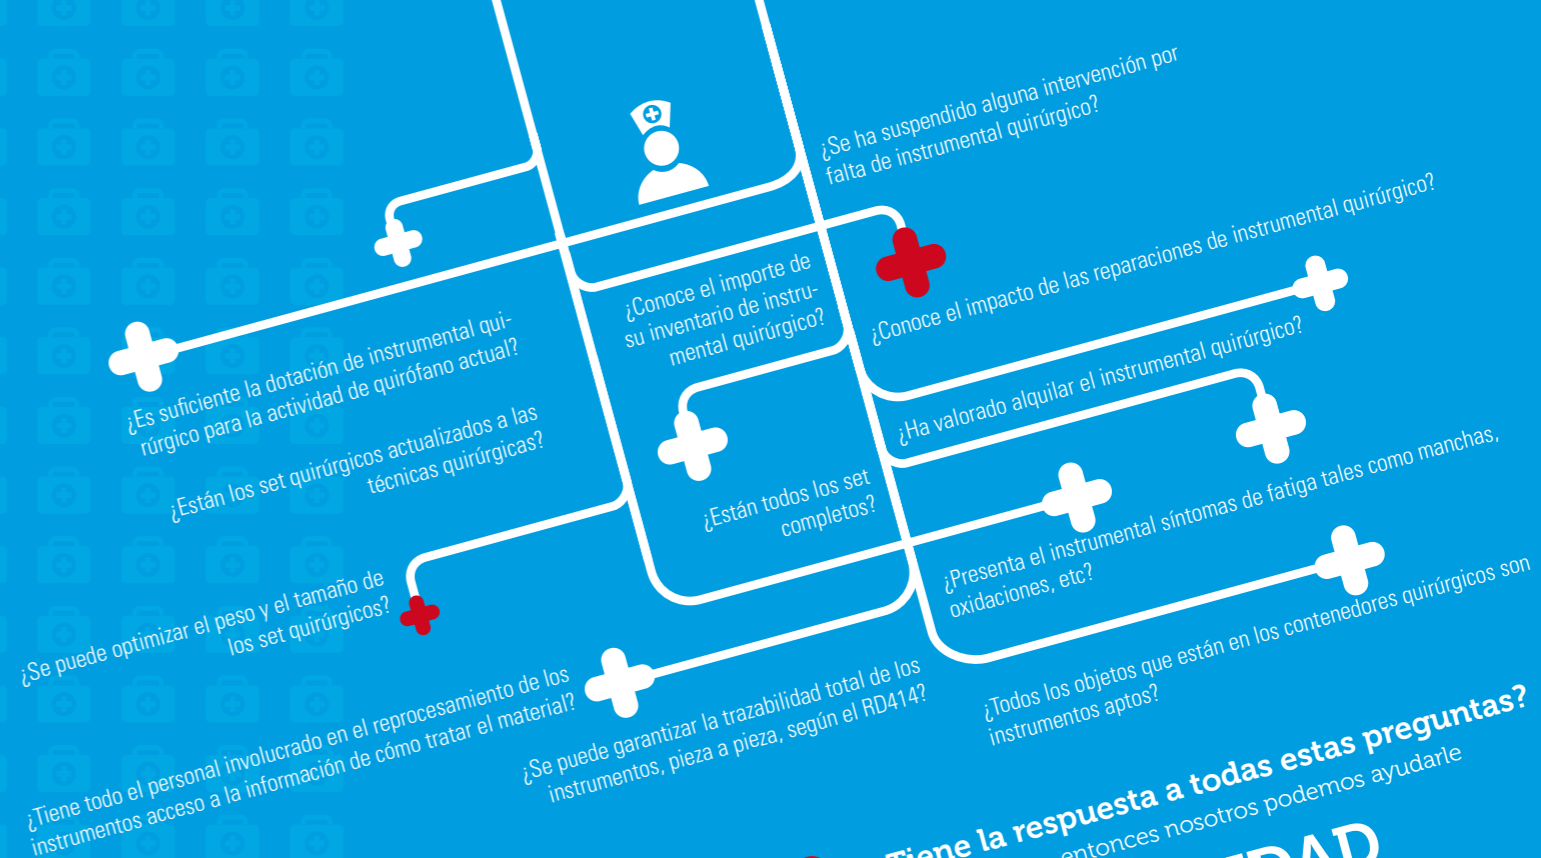 ¿Se ha suspendido alguna intervención por
falta de instrumental quirúrgico?
¿Conoce el importe de
su inventario de instru-
mental quirúrgico?
¿Conoce el impacto de las reparaciones de instrumental quirúrgico?
¿Es suficiente la dotación de instrumental qui-
rúrgico para la actividad de quirófano actual?
¿Ha valorado alquilar el instrumental quirúrgico?
¿Están los set quirúrgicos actualizados a las
técnicas quirúrgicas?
¿Están todos los set
completos?
¿Presenta el instrumental síntomas de fatiga tales como manchas,
oxidaciones, etc?
¿Se puede optimizar el peso y el tamaño de
los set quirúrgicos?
¿Todos los objetos que están en los contenedores quirúrgicos son
instrumentos aptos?
¿Tiene todo el personal involucrado en el reprocesamiento de los
instrumentos acceso a la información de cómo tratar el material?
¿Se puede garantizar la trazabilidad total de los
instrumentos, pieza a pieza, según el RD414?
Tiene la respuesta a todas estas preguntas?
entonces nosotros podemos ayudarle